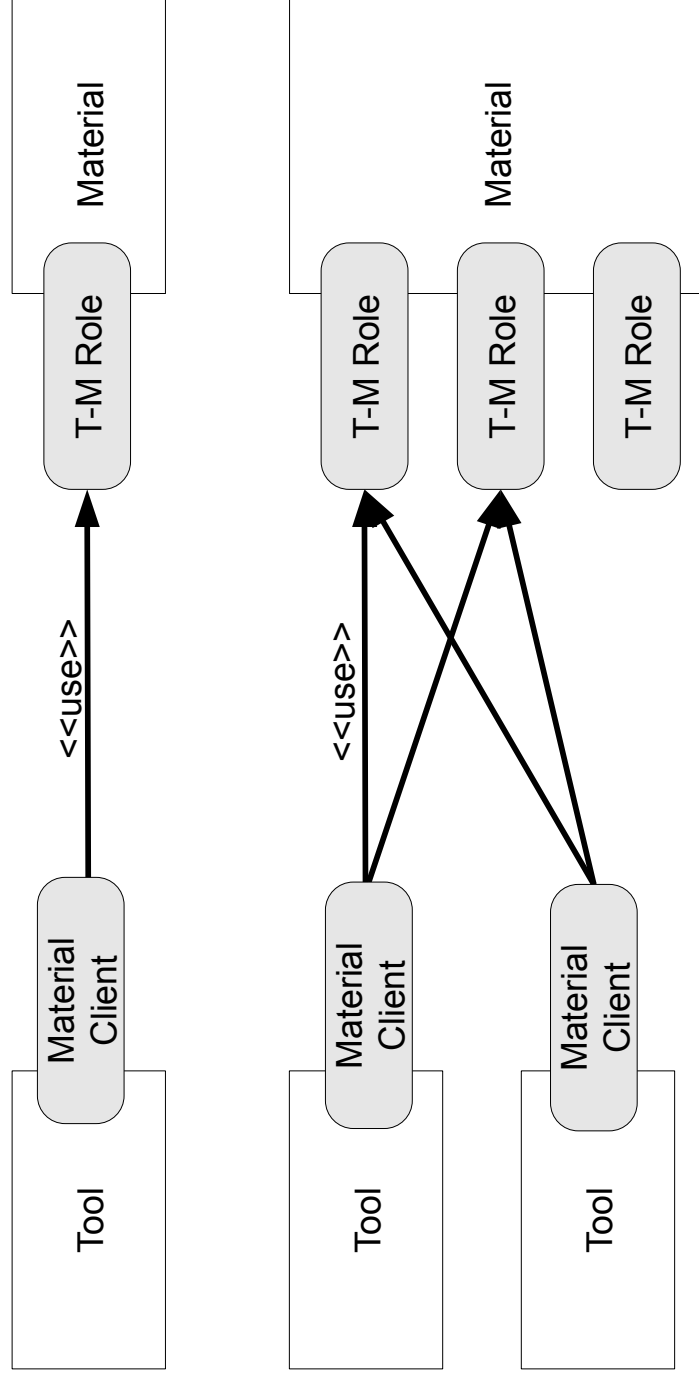 Tool
Material
Client
<<use>>
T-M Role
Material
Tool
Material
Client
<<use>>
T-M Role
Material
T-M Role
Tool
Material
Client
T-M Role